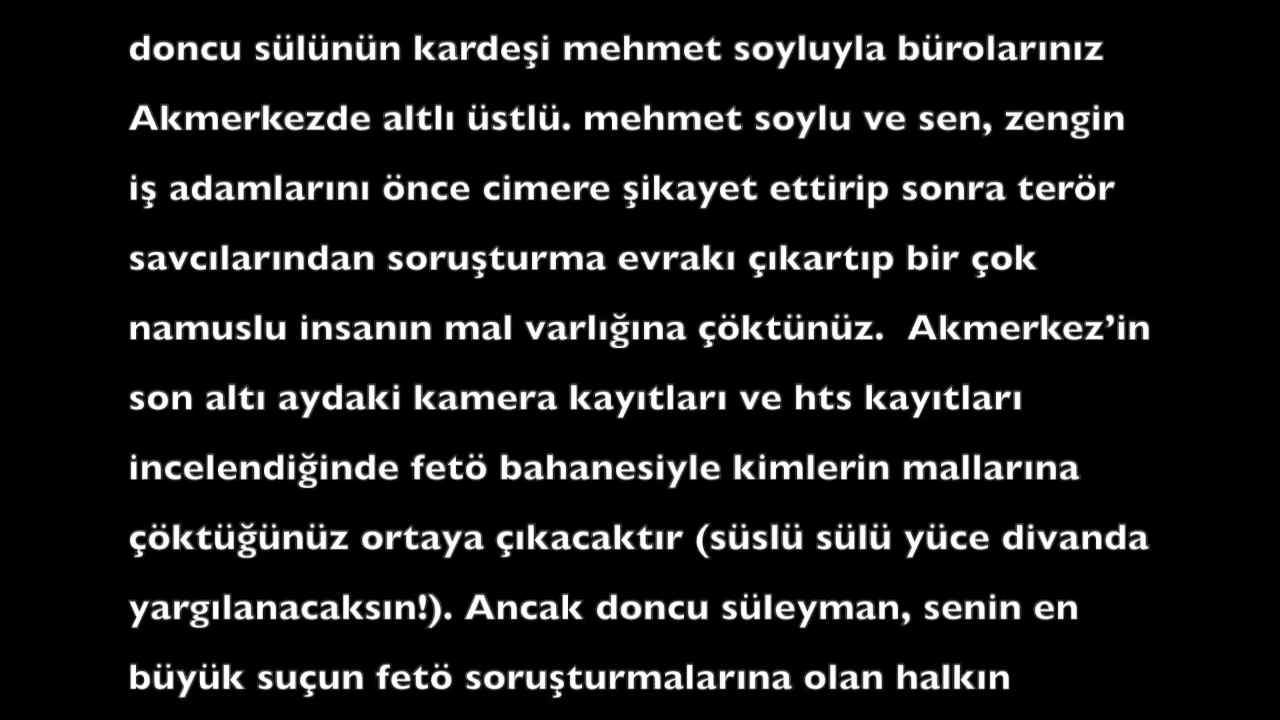 doncu sülünün kardeşi mehmet soyluyla bürolarınız
Akmerkezde altlı üstlü. mehmet soylu ve sen, zengin
iş adamlarını önce cimere şikayet ettirip sonra terör
savcılarından soruşturma evrakı çıkartıp bir çok
namuslu insanın mal varlığına çöktünüz.  Akmerkez’in
son altı aydaki kamera kayıtları ve hts kayıtları
incelendiğinde fetö bahanesiyle kimlerin mallarına
çöktüğünüz ortaya çıkacaktır (süslü sülü yüce divanda
yargılanacaksın!). Ancak doncu süleyman, senin en
büyük suçun fetö soruşturmalarına olan halkın